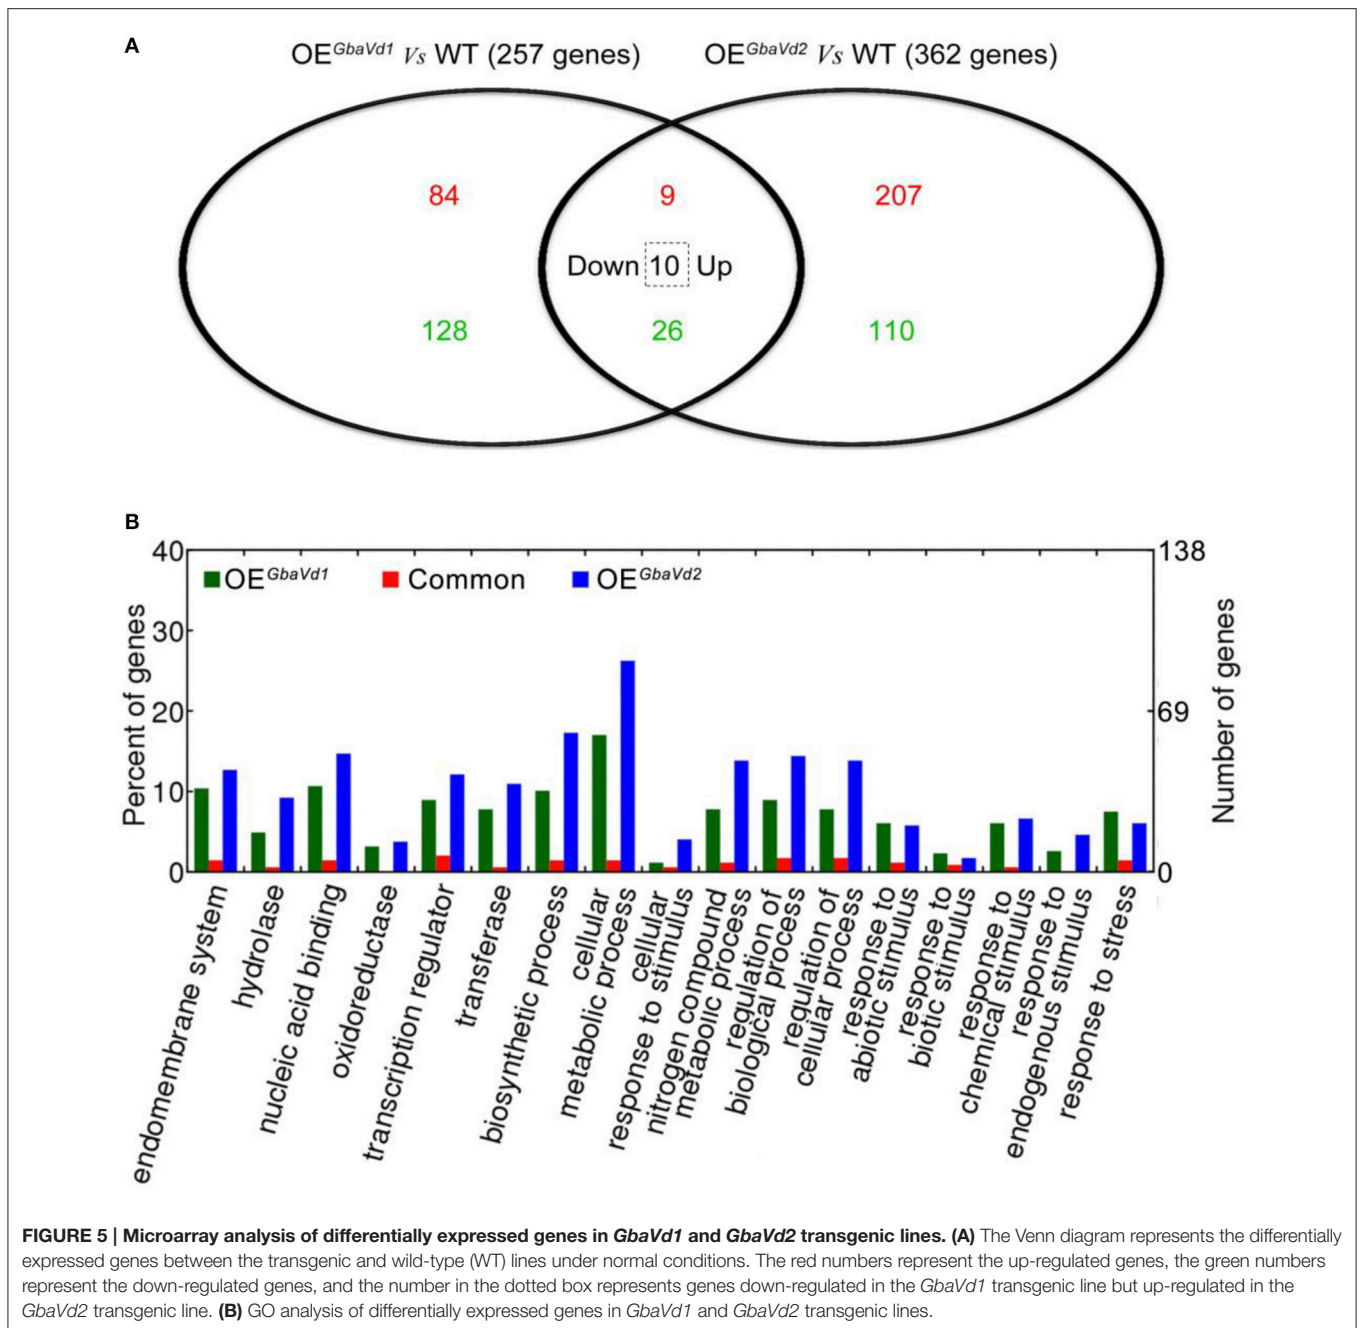 A
OE^GbaVd1 Vs WT (257 genes) OE^GbaVd2 Vs WT (362 genes)
84 9 207
Down 10 Up
128 26 110
B
40 138
OE^GbaVd1 Common OE^GbaVd2
30
20 69
10
0 0
Percent of genes
Number of genes
endomembrane system
hydrolase
nucleic acid binding
oxidoreductase
transcription regulator
transferase
biosynthetic process
cellular
metabolic process
cellular
response to stimulus
nitrogen compound
metabolic process
regulation of
biological process
regulation of
cellular process
response to
abiotic stimulus
response to
biotic stimulus
response to
chemical stimulus
response to
endogenous stimulus
response to stress
FIGURE 5 | Microarray analysis of differentially expressed genes in GbaVd1 and GbaVd2 transgenic lines. (A) The Venn diagram represents the differentially
expressed genes between the transgenic and wild-type (WT) lines under normal conditions. The red numbers represent the up-regulated genes, the green numbers
represent the down-regulated genes, and the number in the dotted box represents genes down-regulated in the GbaVd1 transgenic line but up-regulated in the
GbaVd2 transgenic line. (B) GO analysis of differentially expressed genes in GbaVd1 and GbaVd2 transgenic lines.